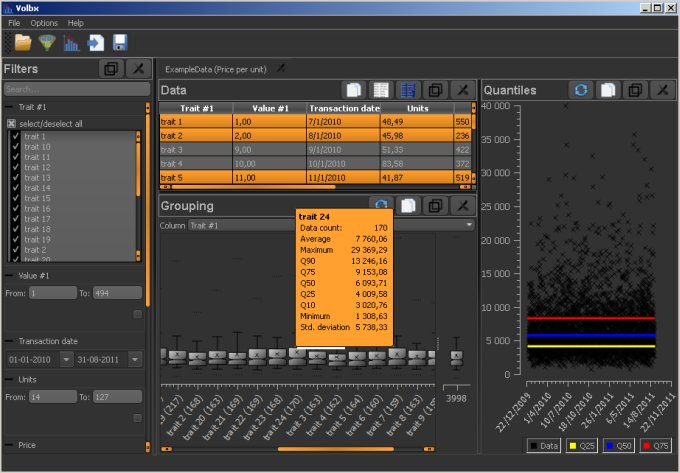 Volbx
File Options Help
Filters
Search...
Trait #1
select/deselect all
trait 1
trait 10
trait 11
trait 12
trait 13
trait 14
trait 15
trait 16
trait 17
trait 18
trait 19
trait 2
trait 20
Value #1
From: 1 To: 494
Transaction date
01-01-2010 31-08-2011
Units
From: 14 To: 127
Price
ExampleData (Price per unit)
Data
Trait #1 Value #1 Transaction date Units
trait 1 1,00 7/1/2010 48,49 550
trait 2 2,00 8/1/2010 45,98 236
trait 3 9,00 9/1/2010 51,33 422
trait 4 10,00 10/1/2010 83,58 372
trait 5 11,00 11/1/2010 41,87 519
Grouping
Column Trait #1
trait 24
Data count: 170
Average 7 760,06
Maximum 29 369,29
Q90 13 246,16
Q75 9 153,08
Q50 6 093,71
Q25 4 009,58
Q10 3 020,76
Minimum 1 308,63
Std. deviation 5 738,33
(217)
trait 2 (168)
trait 20 (163)
trait 21 (169)
trait 22 (169)
trait 23 (168)
trait 24 (170)
trait 3 (163)
trait 4 (162)
trait 5 (164)
trait 6 (160)
trait 7 (159)
trait 8 (163)
trait 9 (16
3998
Quantiles
40 000
35 000
30 000
25 000
20 000
15 000
10 000
5 000
0
22/12/2009
1/4/2010
10/7/2010
18/10/2010
26/1/2011
6/5/2011
14/8/2011
22/11/2011
Data Q25 Q50 Q75